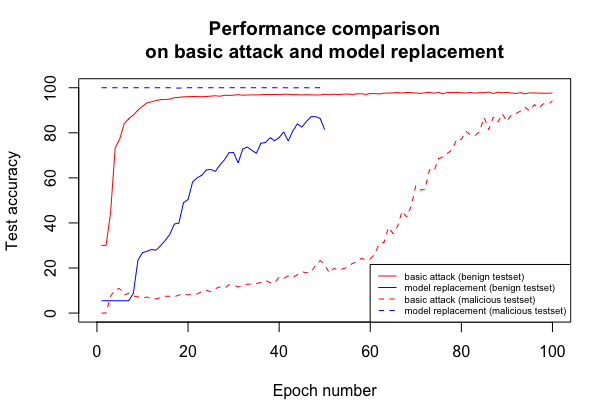 Performance comparison
on basic attack and model replacement
Test accuracy
100
80
60
40
20
0
basic attack (benign testset)
model replacement (benign testset)
basic attack (malicious testset)
model replacement (malicious testset)
0 20 40 60 80 100
Epoch number